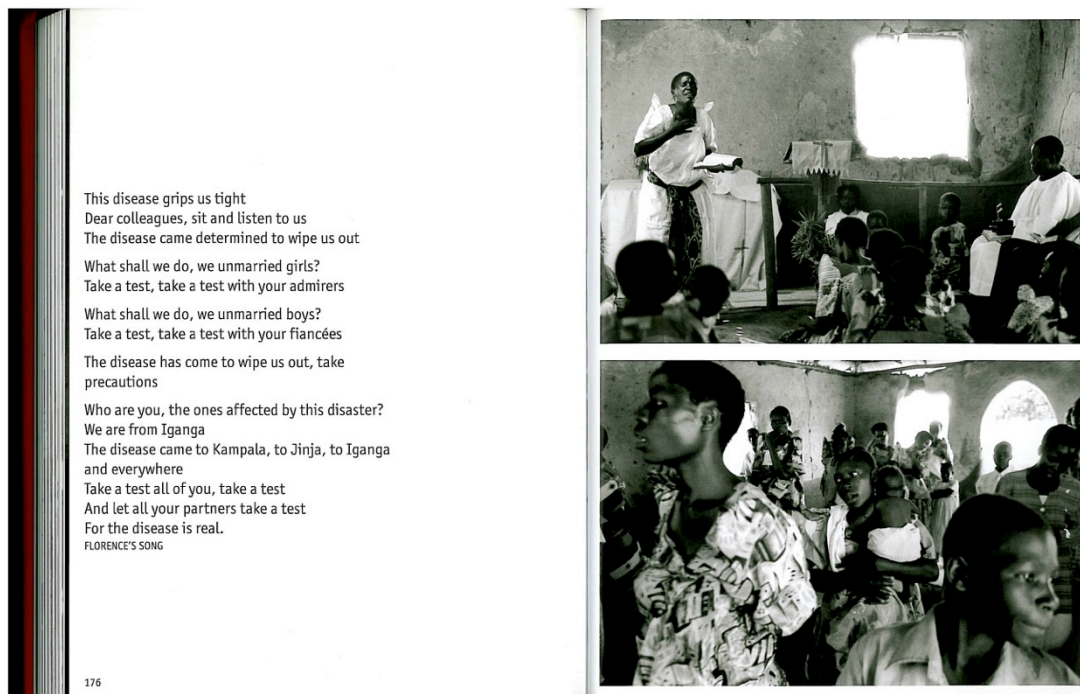 This disease grips us tight
Dear colleagues, sit and listen to us
The disease came determined to wipe us out
What shall we do, we unmarried girls?
Take a test, take a test with your admirers
What shall we do, we unmarried boys?
Take a test, take a test with your fiancées
The disease has come to wipe us out, take
precautions
Who are you, the ones affected by this disaster?
We are from Iganga
The disease came to Kampala, to Jinja, to Iganga
and everywhere
Take a test all of you, take a test
And let all your partners take a test
For the disease is real.
FLORENCE'S SONG
176